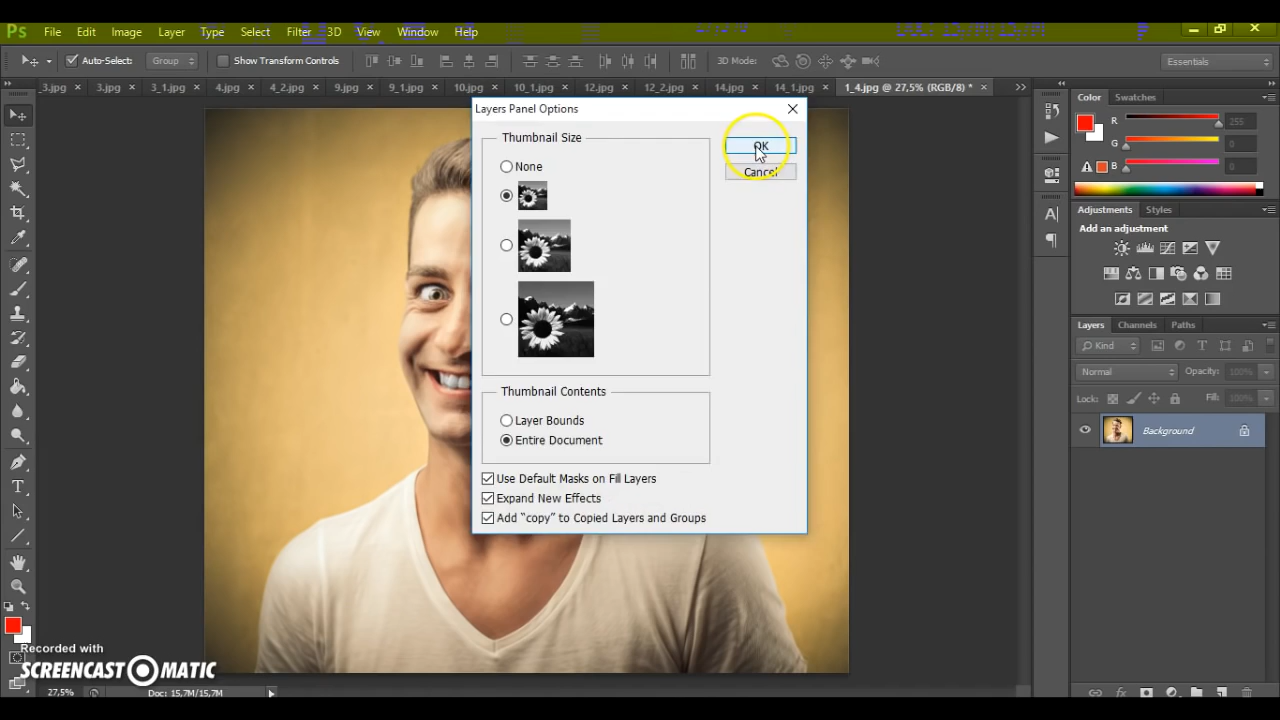 Ps File Edit Image Layer Type Select Filter 3D View Window Help
Auto-Select: Group Show Transform Controls 3D Mode: Essentials
3.jpg × 3.jpg × 3_1.jpg × 4.jpg × 4_2.jpg × 9.jpg × 9_1.jpg × 10.jpg × 10_1.jpg × 12.jpg × 12_2.jpg × 14.jpg × 14_1.jpg × 1_4.jpg @ 27,5% (RGB/8) * ×
Layers Panel Options
Thumbnail Size
None
OK
Cancel
Thumbnail Contents
Layer Bounds
Entire Document
Use Default Masks on Fill Layers
Expand New Effects
Add “copy” to Copied Layers and Groups
Color Swatches
R 255
G 0
B 0
Adjustments Styles
Add an adjustment
Layers Channels Paths
Kind
Normal Opacity: 100%
Lock: Fill: 100%
Background
Recorded with
SCREENCAST MATIC
27,5% Doc: 15,7M/15,7M